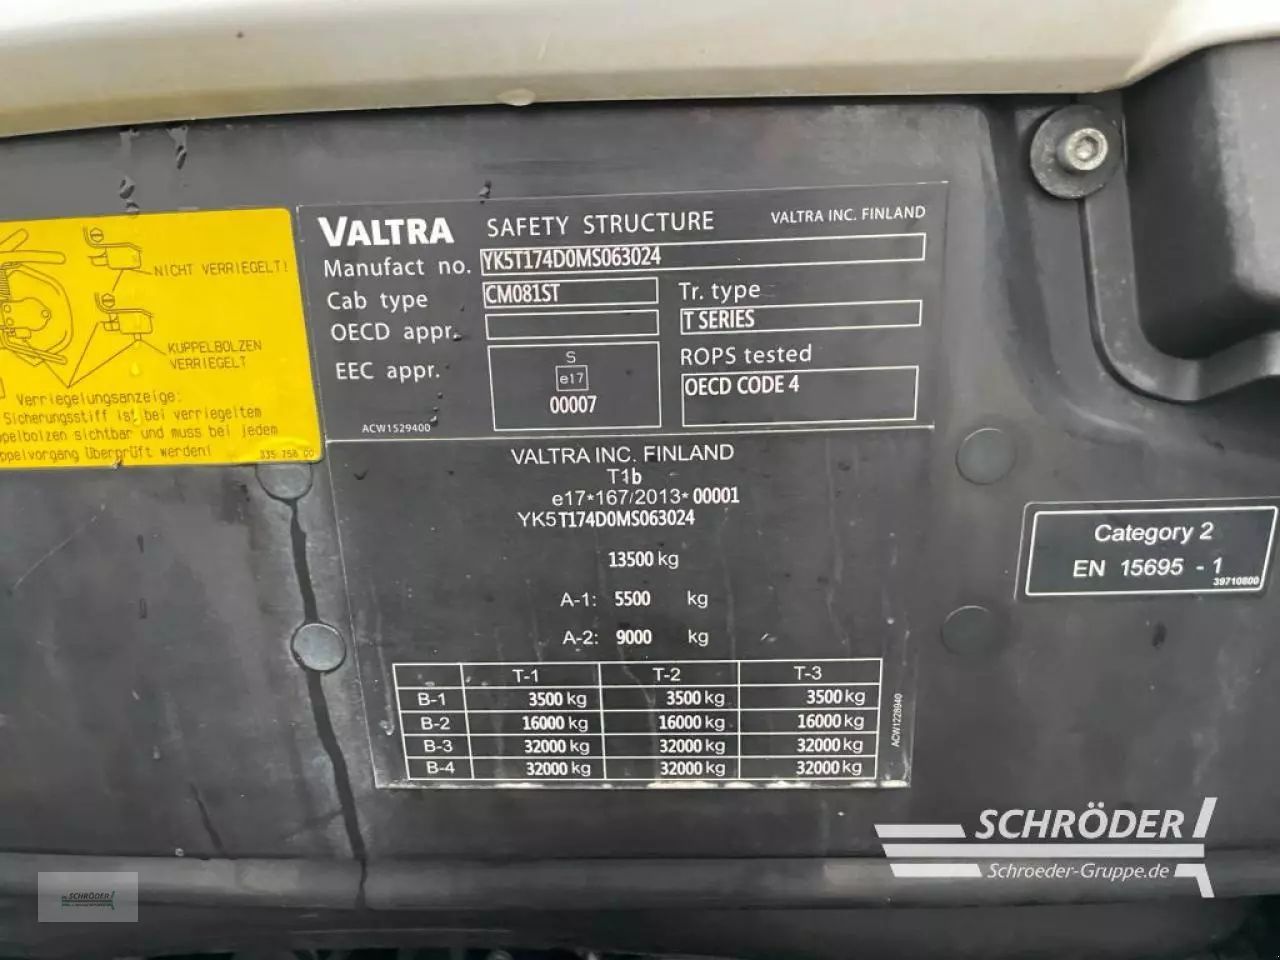 NICHT VERRIEGELT!
KUPPELBOLZEN
VERRIEGELT
Verriegelungsanzeige:
Sicherungsstift ist bei verriegeltem
pelbolzen sichtbar und muss bei jedem
ppelvorgang überprüft werden!
335 758 00
VALTRA SAFETY STRUCTURE VALTRA INC. FINLAND
Manufact no. YK5T174D0MS063024
Cab type CM081ST Tr. type
OECD appr. T SERIES
EEC appr. S ROPS tested
e17 OECD CODE 4
00007
ACW1529400
VALTRA INC. FINLAND
T1b
e17*167/2013*00001
YK5T174D0MS063024
13500 kg
A-1: 5500 kg
A-2: 9000 kg
T-1 T-2 T-3
B-1 3500 kg 3500 kg 3500 kg
B-2 16000 kg 16000 kg 16000 kg
B-3 32000 kg 32000 kg 32000 kg
B-4 32000 kg 32000 kg 32000 kg
ACW1228940
Category 2
EN 15695 - 1
39710800
SCHRÖDER
Schroeder-Gruppe.de
SCHRÖDER